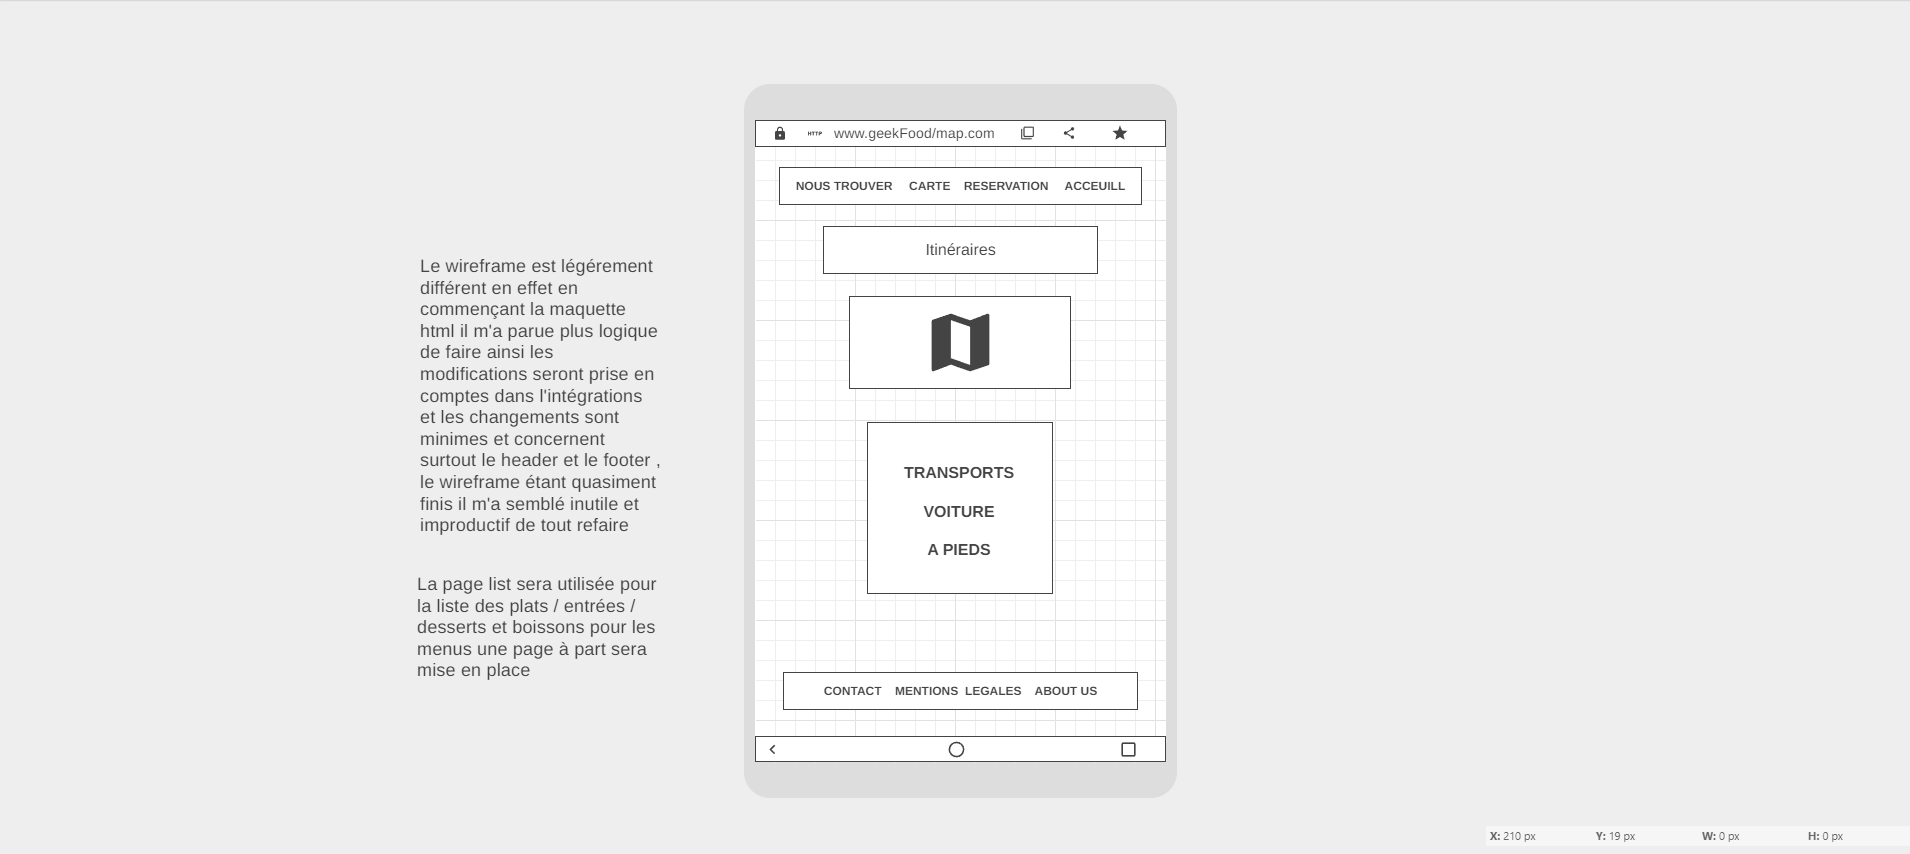 HTTP www.geekFood/map.com
NOUS TROUVER CARTE RESERVATION ACCEUILL
Itinéraires
Le wireframe est légérement
différent en effet en
commençant la maquette
html il m'a parue plus logique
de faire ainsi les
modifications seront prise en
comptes dans l'intégrations
et les changements sont
minimes et concernent
surtout le header et le footer ,
le wireframe étant quasiment
finis il m'a semblé inutile et
improductif de tout refaire
La page list sera utilisée pour
la liste des plats / entrées /
desserts et boissons pour les
menus une page à part sera
mise en place
TRANSPORTS
VOITURE
A PIEDS
CONTACT MENTIONS LEGALES ABOUT US
X: 210 px Y: 19 px W: 0 px H: 0 px